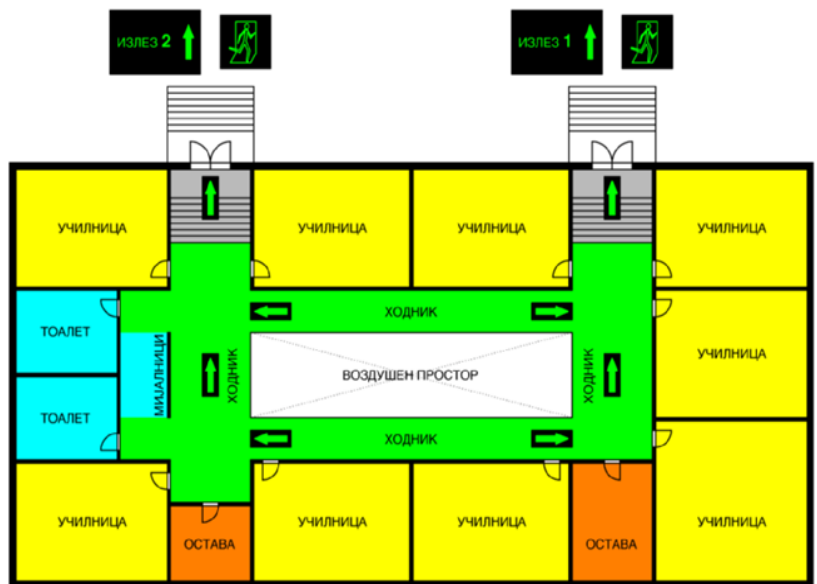 ИЗЛЕЗ 2
ИЗЛЕЗ 1
УЧИЛНИЦА
УЧИЛНИЦА
УЧИЛНИЦА
УЧИЛНИЦА
ТОАЛЕТ
ХОДНИК
МИЈАЛНИЦИ
ХОДНИК
ВОЗДУШЕН ПРОСТОР
ХОДНИК
УЧИЛНИЦА
ТОАЛЕТ
ХОДНИК
УЧИЛНИЦА
ОСТАВА
УЧИЛНИЦА
УЧИЛНИЦА
ОСТАВА
УЧИЛНИЦА